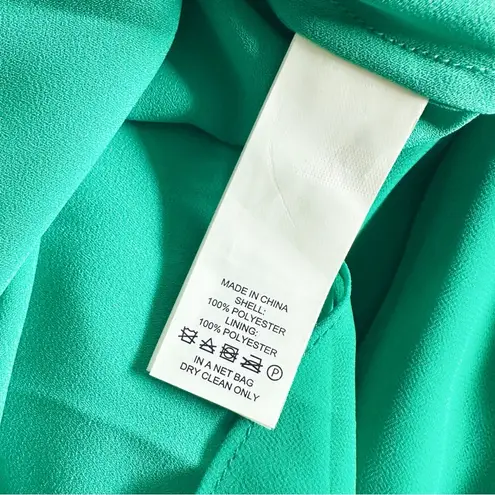 MADE IN CHINA
SHELL:
100% POLYESTER
LINING:
100% POLYESTER
P
IN A NET BAG
DRY CLEAN ONLY